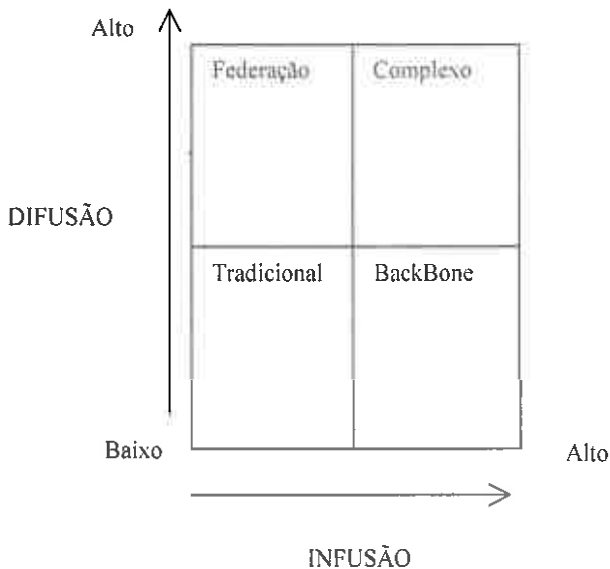 Alto
Federação Complexo
DIFUSÃO
Tradicional BackBone
Baixo Alto
INFUSÃO